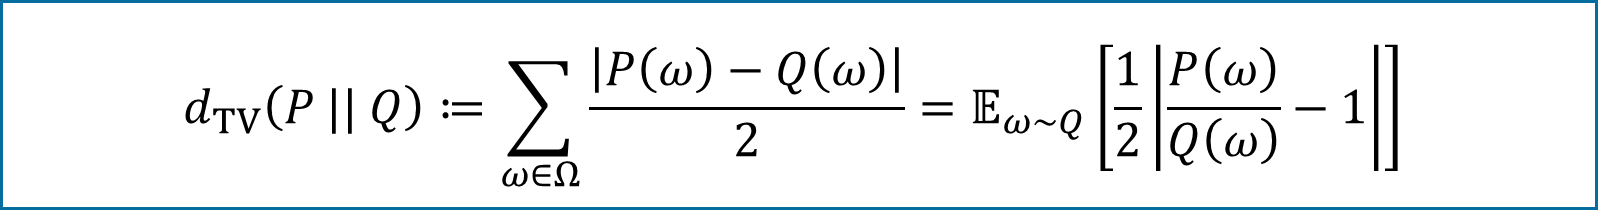 d_TV(P || Q) ≔ ∑_{ω∈Ω} |P(ω) − Q(ω)| / 2 = 𝔼_{ω~Q} [ 1/2 | P(ω)/Q(ω) − 1 | ]